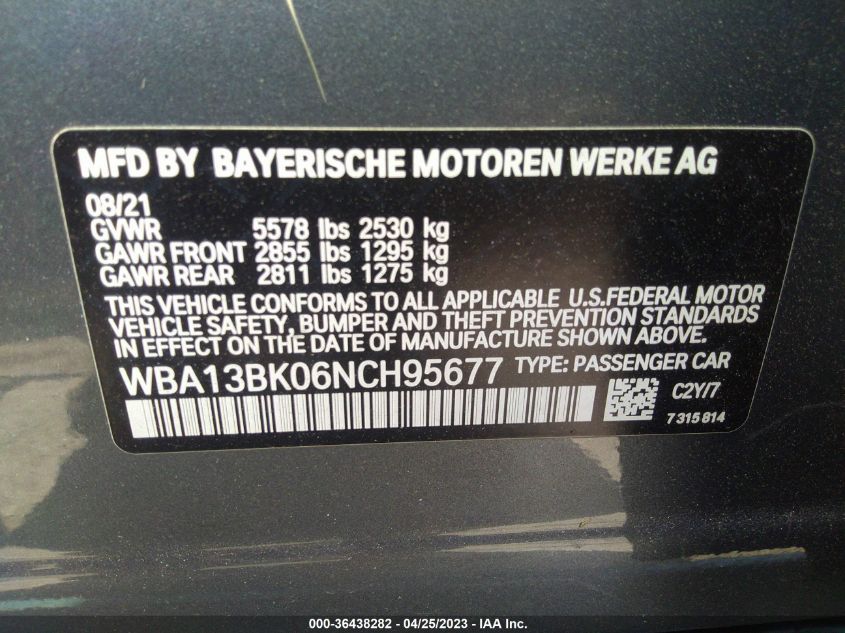 MFD BY BAYERISCHE MOTOREN WERKE AG
08/21
GVWR 5578 lbs 2530 kg
GAWR FRONT 2855 lbs 1295 kg
GAWR REAR 2811 lbs 1275 kg
THIS VEHICLE CONFORMS TO ALL APPLICABLE U.S.FEDERAL MOTOR
VEHICLE SAFETY, BUMPER AND THEFT PREVENTION STANDARDS
IN EFFECT ON THE DATE OF MANUFACTURE SHOWN ABOVE.
WBA13BK06NCH95677 TYPE: PASSENGER CAR
C2Y/7
7315814
000-36438282 - 04/25/2023 - IAA Inc.